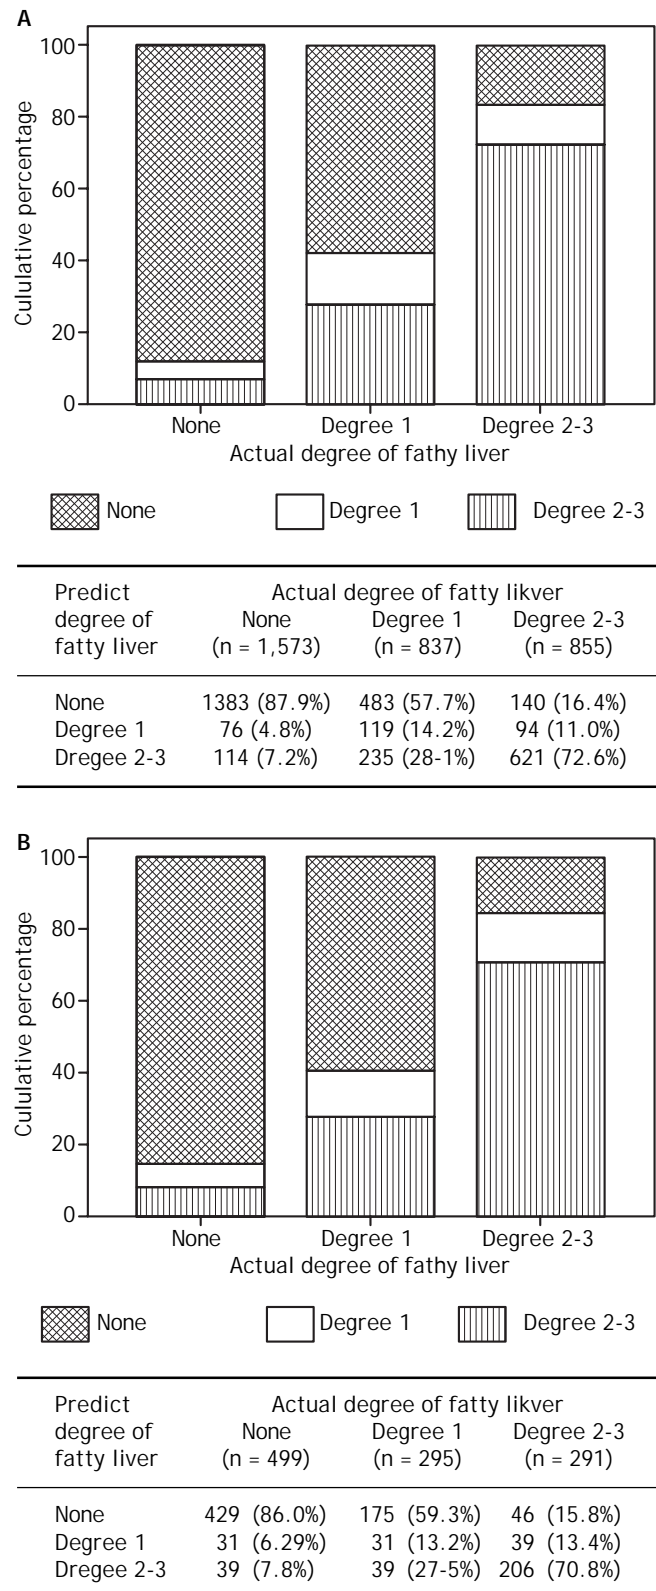 A
100
80
60
40
20
0
Cululative percentage
None Degree 1 Degree 2-3
Actual degree of fathy liver
None Degree 1 Degree 2-3
Predict Actual degree of fatty likver
degree of None Degree 1 Degree 2-3
fatty liver (n = 1,573) (n = 837) (n = 855)
None 1383 (87.9%) 483 (57.7%) 140 (16.4%)
Degree 1 76 (4.8%) 119 (14.2%) 94 (11.0%)
Dregee 2-3 114 (7.2%) 235 (28-1%) 621 (72.6%)
B
100
80
60
40
20
0
Cululative percentage
None Degree 1 Degree 2-3
Actual degree of fathy liver
None Degree 1 Degree 2-3
Predict Actual degree of fatty likver
degree of None Degree 1 Degree 2-3
fatty liver (n = 499) (n = 295) (n = 291)
None 429 (86.0%) 175 (59.3%) 46 (15.8%)
Degree 1 31 (6.29%) 31 (13.2%) 39 (13.4%)
Dregee 2-3 39 (7.8%) 39 (27-5%) 206 (70.8%)